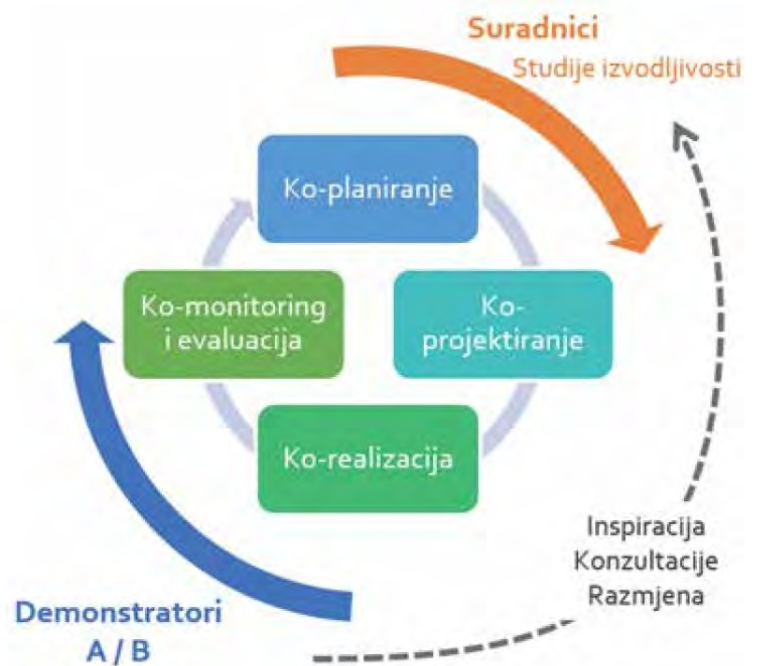 Suradnici
Studije izvodljivosti
Ko-planiranje
Ko-monitoring
i evaluacija
Ko-
projektiranje
Ko-realizacija
Inspiracija
Konzultacije
Razmjena
Demonstratori
A / B